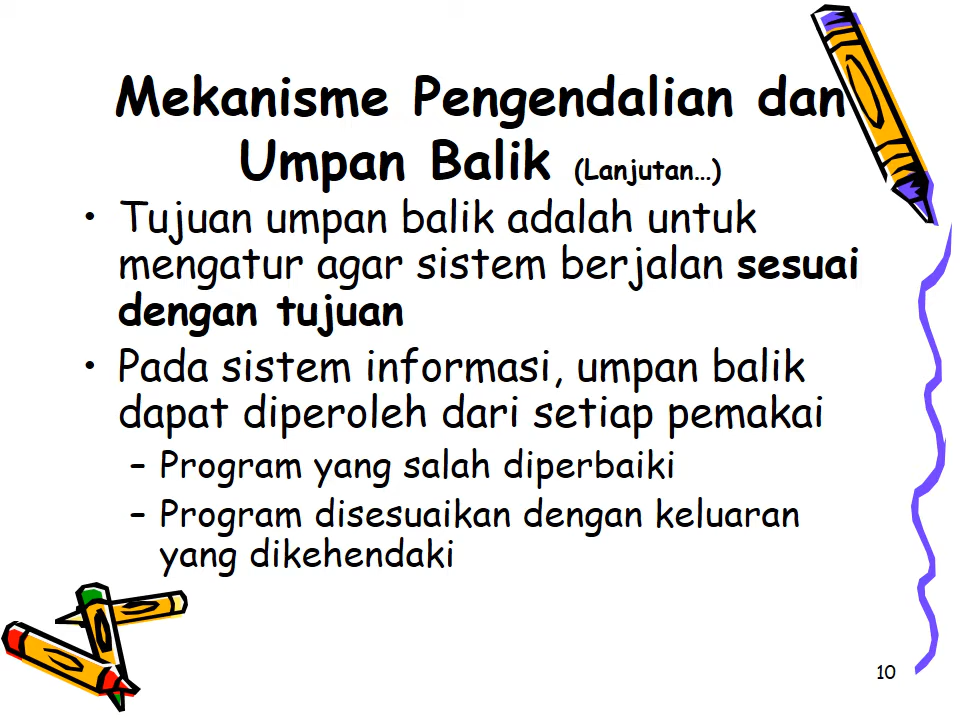 Mekanisme Pengendalian dan
Umpan Balik (Lanjutan…)
• Tujuan umpan balik adalah untuk
mengatur agar sistem berjalan sesuai
dengan tujuan
• Pada sistem informasi, umpan balik
dapat diperoleh dari setiap pemakai
– Program yang salah diperbaiki
– Program disesuaikan dengan keluaran
yang dikehendaki
10